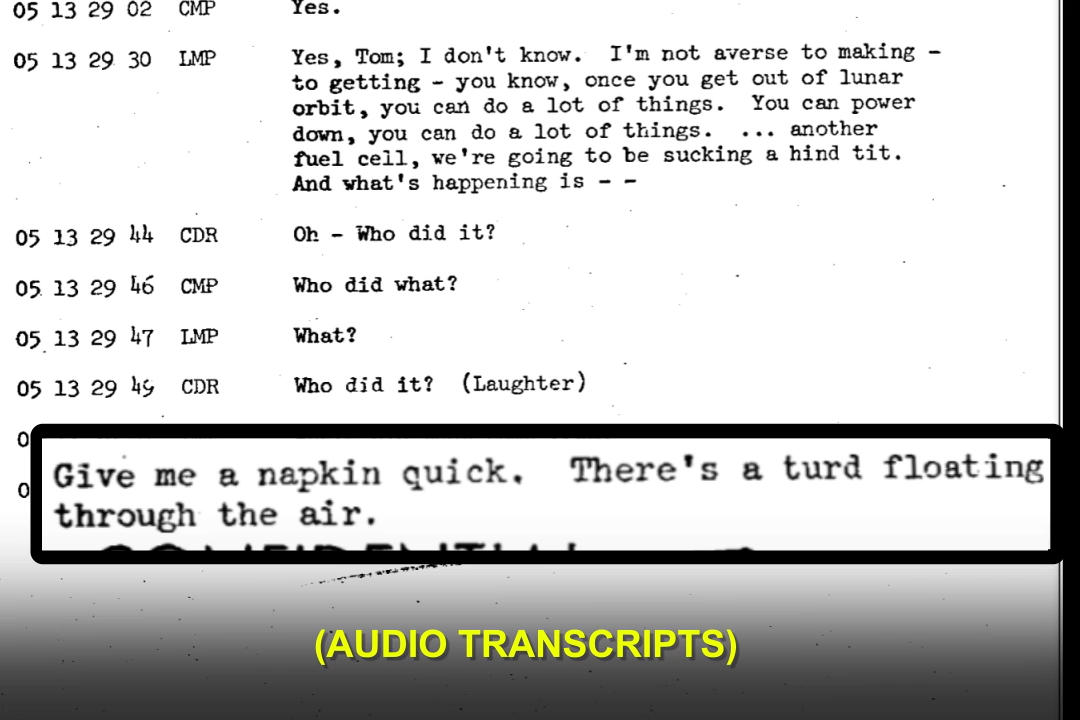 05 13 29 02 CMP Yes.
05 13 29 30 LMP Yes, Tom; I don't know. I'm not averse to making -
to getting - you know, once you get out of lunar
orbit, you can do a lot of things. You can power
down, you can do a lot of things. ... another
fuel cell, we're going to be sucking a hind tit.
And what's happening is - -
05 13 29 44 CDR Oh - Who did it?
05 13 29 46 CMP Who did what?
05 13 29 47 LMP What?
05 13 29 49 CDR Who did it? (Laughter)
0
Give me a napkin quick. There's a turd floating
0
through the air.
(AUDIO TRANSCRIPTS)